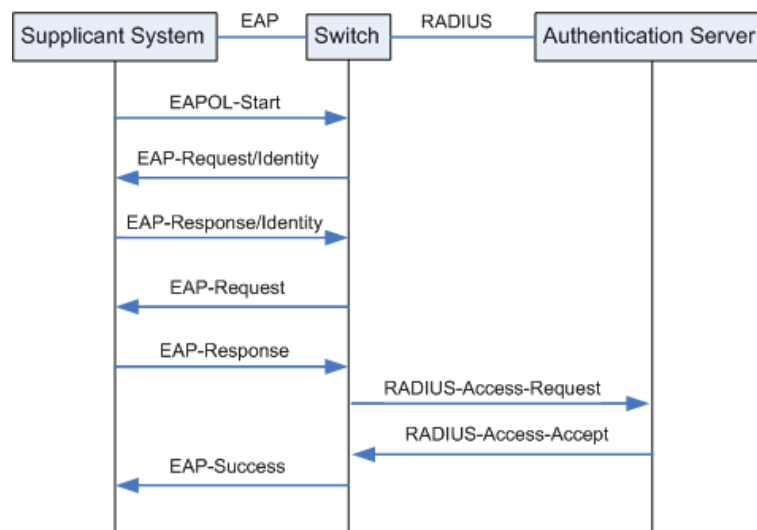 EAP
RADIUS
Supplicant System
Switch
Authentication Server
EAPOL-Start
EAP-Request/Identity
EAP-Response/Identity
EAP-Request
EAP-Response
RADIUS-Access-Request
RADIUS-Access-Accept
EAP-Success